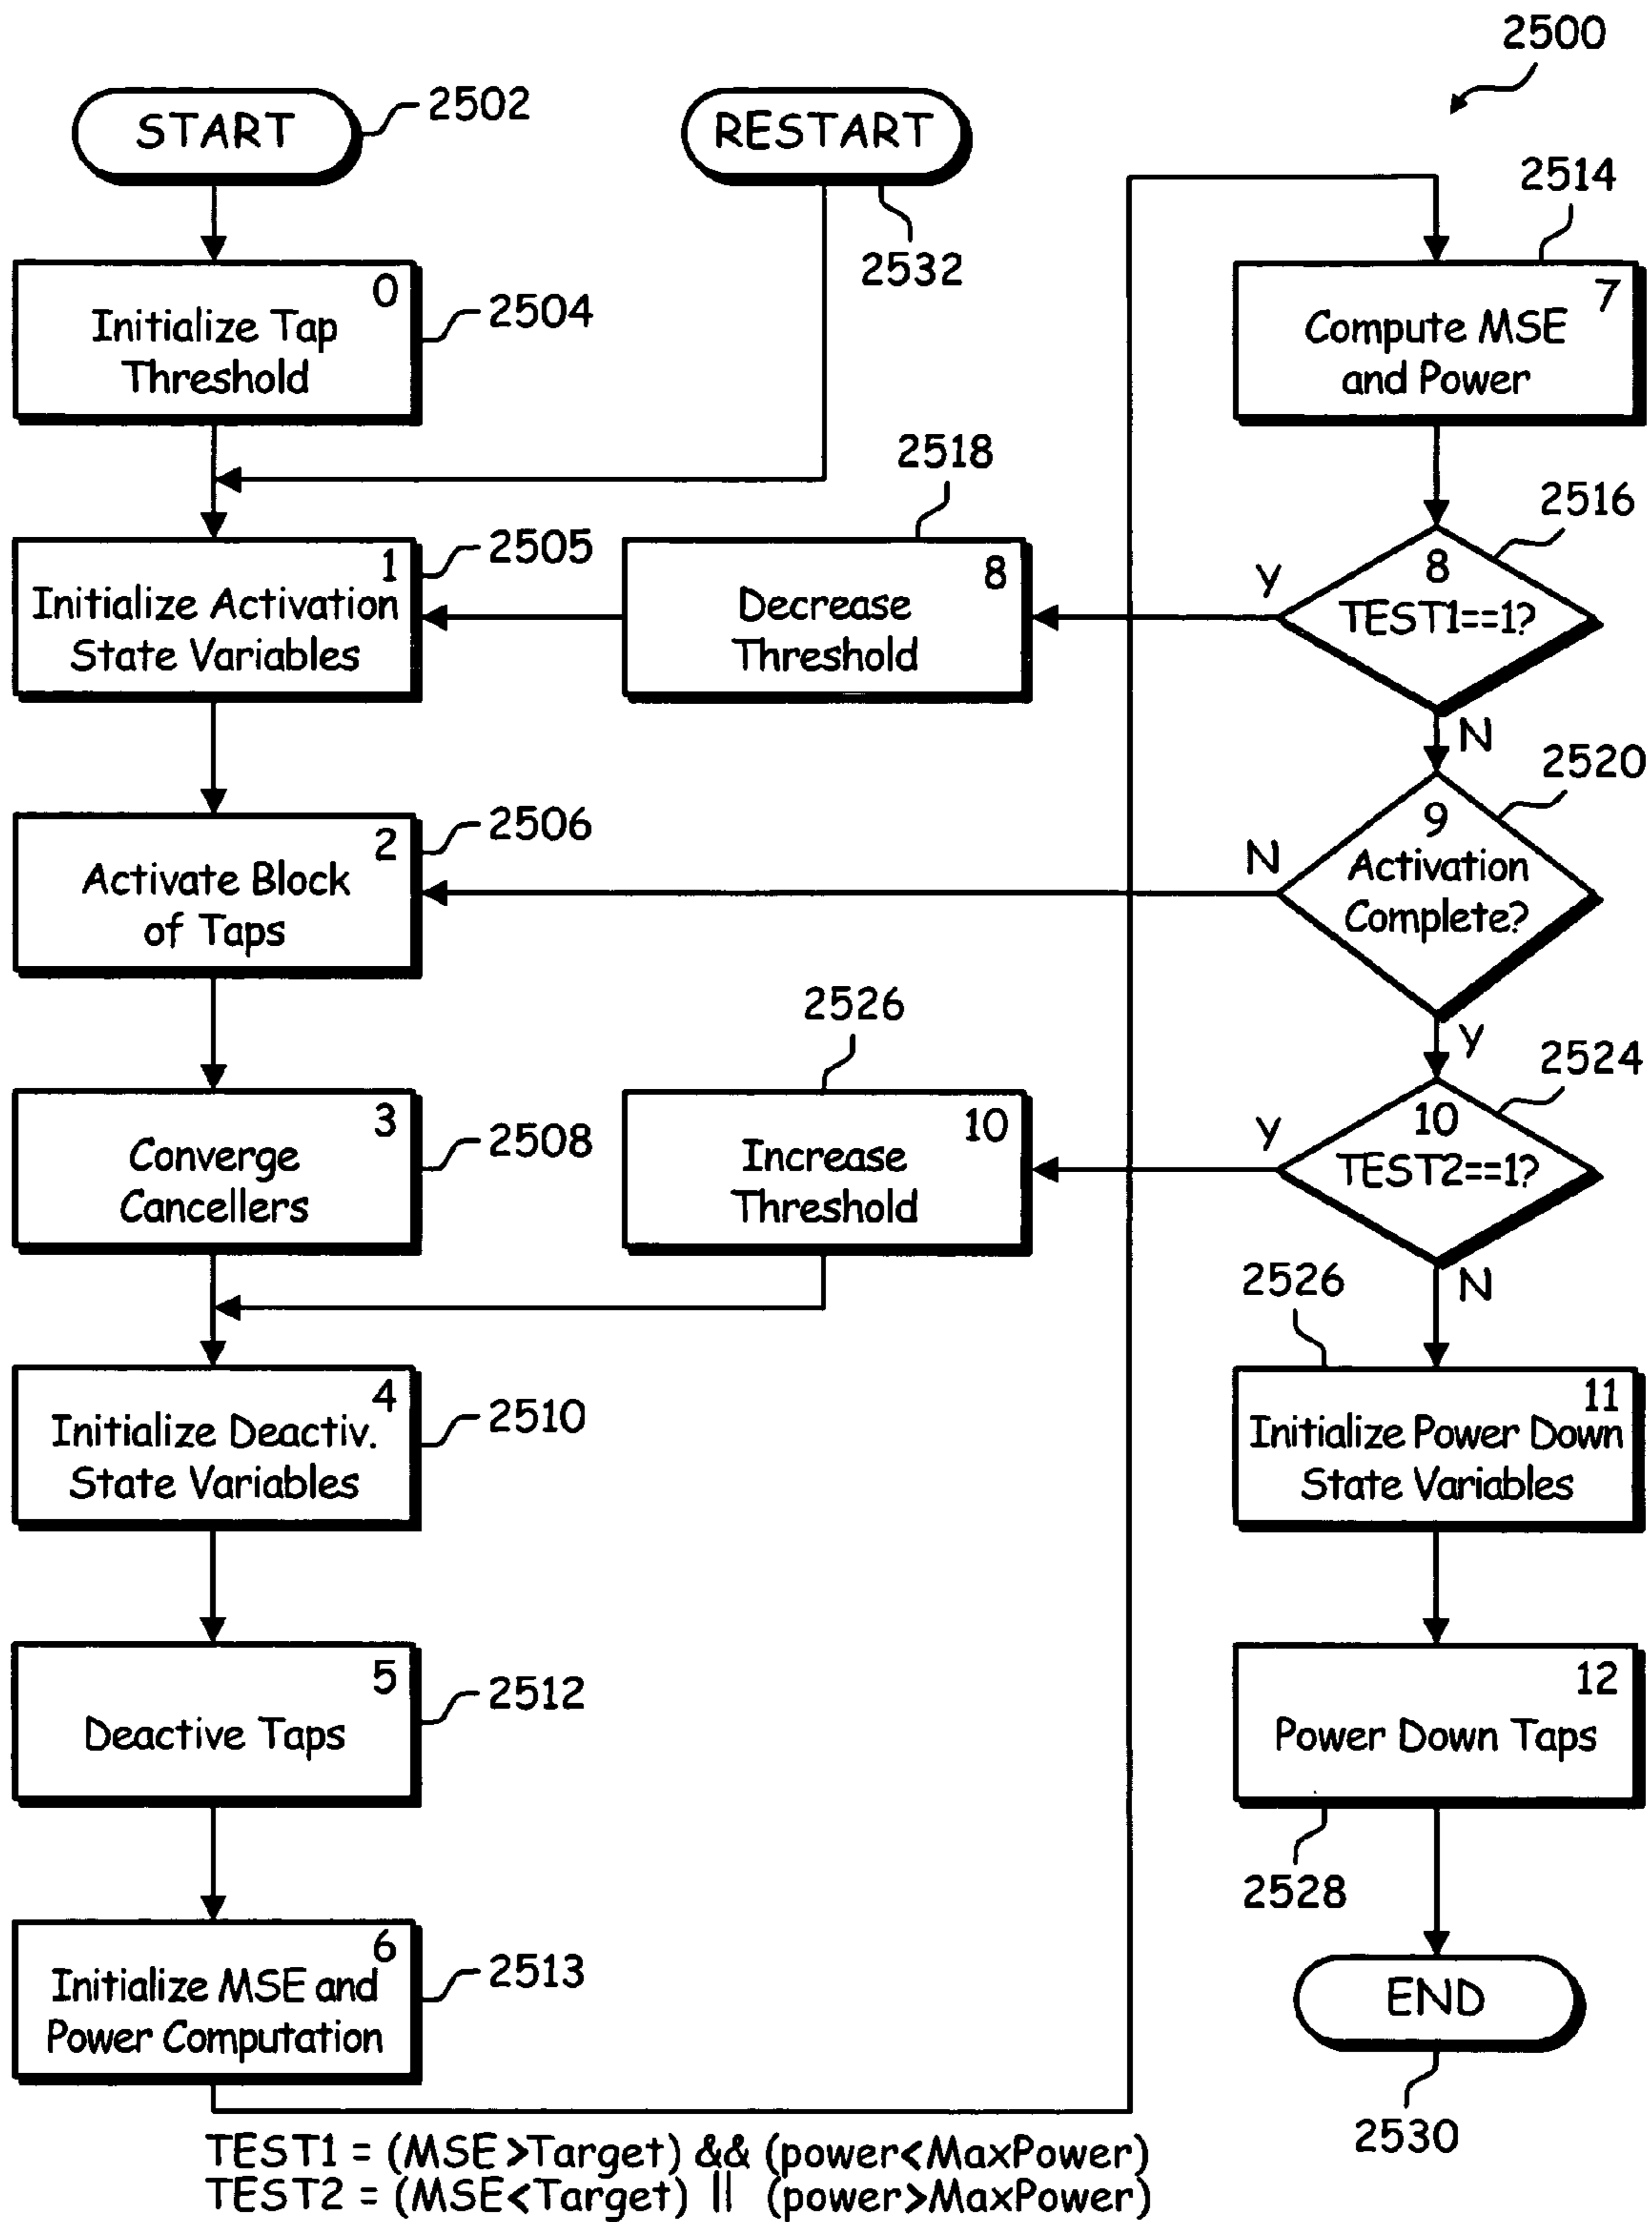 2500
START
2502
RESTART
2532
0
Initialize Tap
Threshold
2504
1
Initialize Activation
State Variables
2505
2518
8
Decrease
Threshold
2
Activate Block
of Taps
2506
3
Converge
Cancellers
2508
2526
10
Increase
Threshold
4
Initialize Deactiv.
State Variables
2510
5
Deactive Taps
2512
6
Initialize MSE and
Power Computation
2513
2514
7
Compute MSE
and Power
2516
8
TEST1==1?
Y
N
2520
9
Activation
Complete?
N
Y
2524
10
TEST2==1?
Y
N
2526
11
Initialize Power Down
State Variables
12
Power Down Taps
2528
END
2530
TEST1 = (MSE>Target) && (power<MaxPower)
TEST2 = (MSE<Target) || (power>MaxPower)